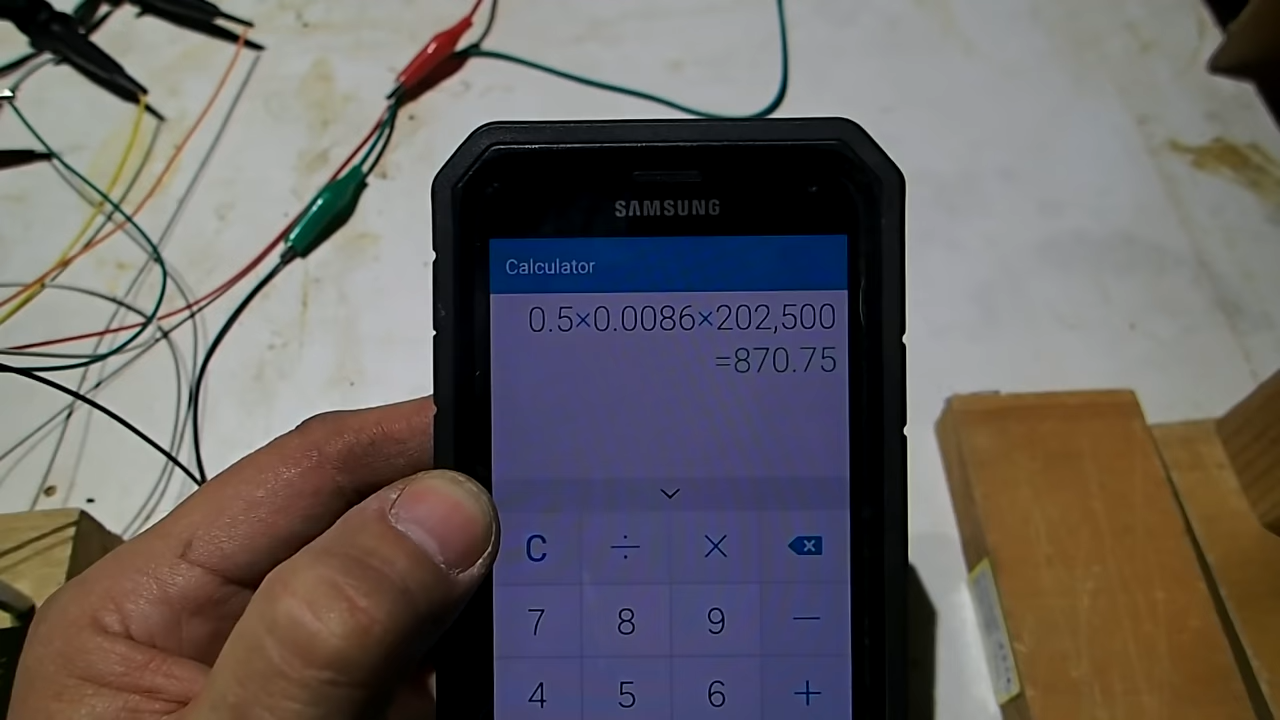 SAMSUNG
Calculator
0.5×0.0086×202,500
=870.75
C ÷ ×
7 8 9 −
4 5 6 +